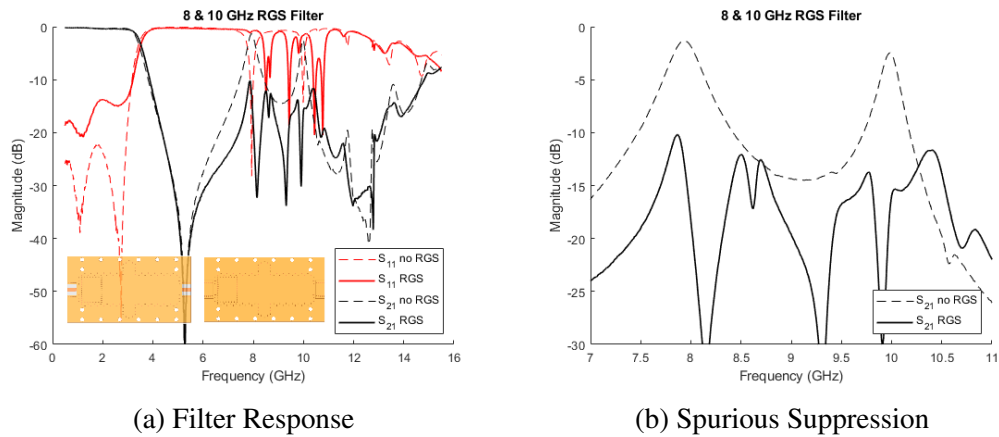 8 & 10 GHz RGS Filter
0
-10
-20
-30
-40
-50
-60
Magnitude (dB)
0 2 4 6 8 10 12 14 16
Frequency (GHz)
S11 no RGS
S11 RGS
S21 no RGS
S21 RGS
(a) Filter Response
8 & 10 GHz RGS Filter
0
-5
-10
-15
-20
-25
-30
Magnitude (dB)
7 7.5 8 8.5 9 9.5 10 10.5 11
Frequency (GHz)
S21 no RGS
S21 RGS
(b) Spurious Suppression